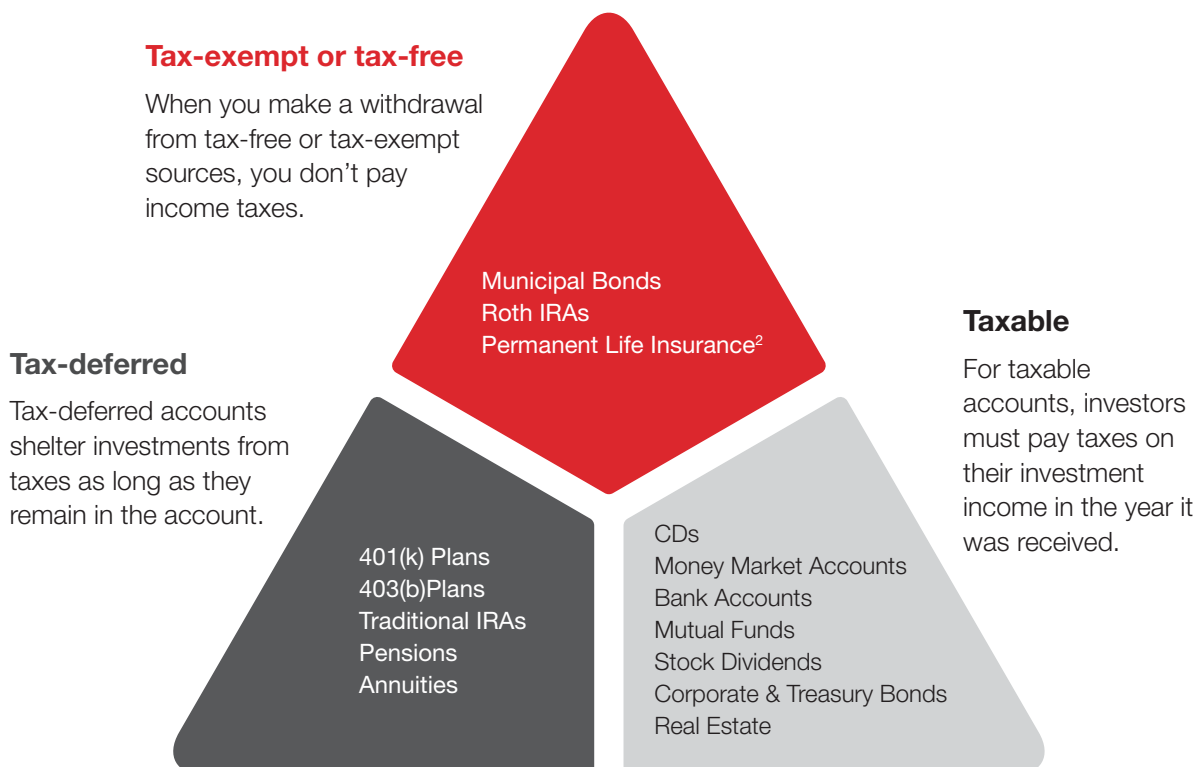 Tax-exempt or tax-free
When you make a withdrawal
from tax-free or tax-exempt
sources, you don’t pay
income taxes.
Municipal Bonds
Roth IRAs
Permanent Life Insurance²
Tax-deferred
Tax-deferred accounts
shelter investments from
taxes as long as they
remain in the account.
401(k) Plans
403(b)Plans
Traditional IRAs
Pensions
Annuities
Taxable
For taxable
accounts, investors
must pay taxes on
their investment
income in the year it
was received.
CDs
Money Market Accounts
Bank Accounts
Mutual Funds
Stock Dividends
Corporate & Treasury Bonds
Real Estate